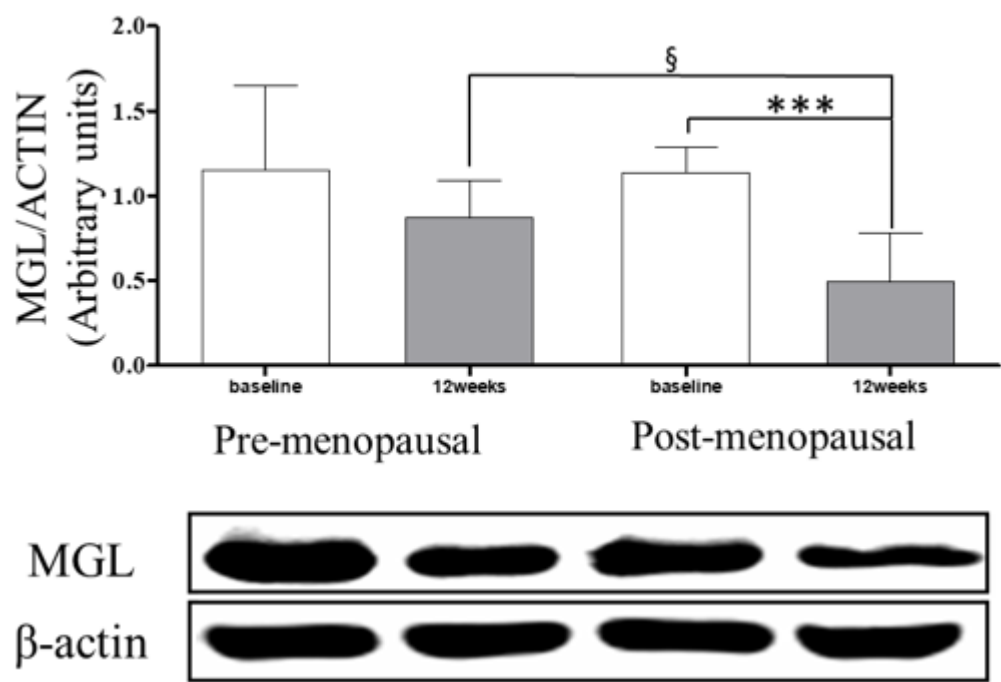 2.0
1.5
1.0
0.5
0.0
MGL/ACTIN
(Arbitrary units)
§
***
baseline
12weeks
baseline
12weeks
Pre-menopausal
Post-menopausal
MGL
β-actin